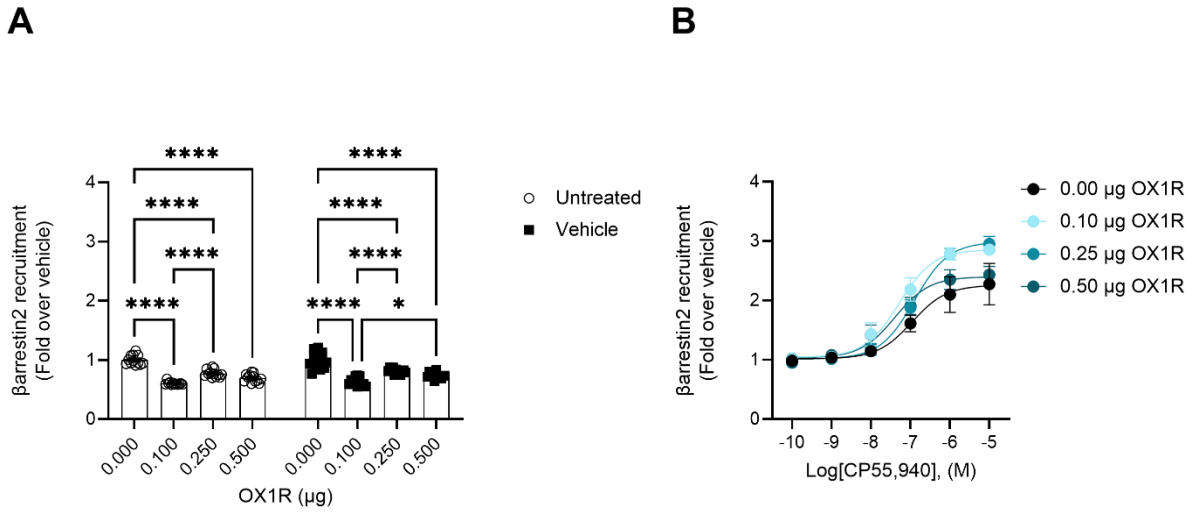 A
B
****
****
****
****
****
****
****
****
*
βarrestin2 recruitment
(Fold over vehicle)
4
3
2
1
0
0.000
0.100
0.250
0.500
0.000
0.100
0.250
0.500
OX1R (µg)
Untreated
Vehicle
βarrestin2 recruitment
(Fold over vehicle)
4
3
2
1
0
-10
-9
-8
-7
-6
-5
Log[CP55,940], (M)
0.00 µg OX1R
0.10 µg OX1R
0.25 µg OX1R
0.50 µg OX1R